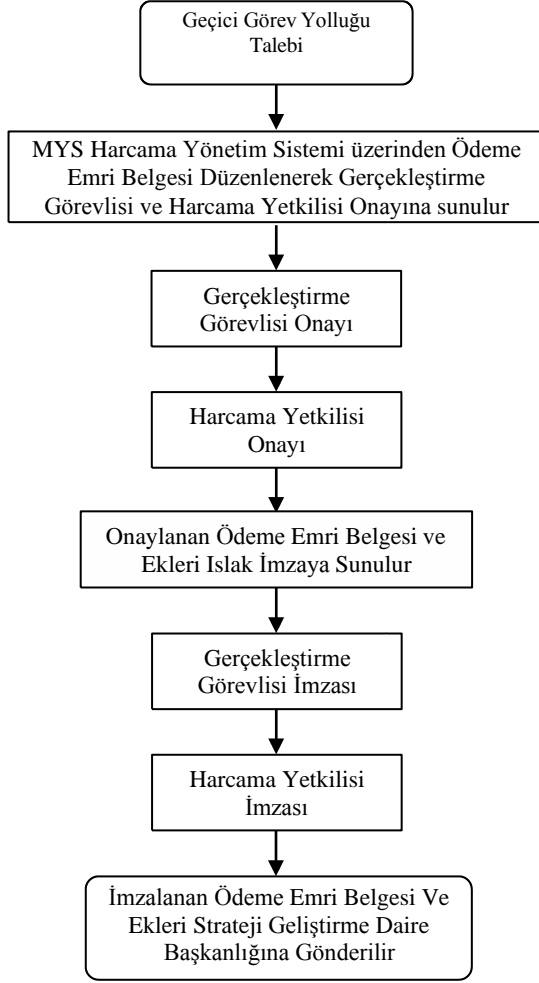 Geçici Görev Yolluğu
Talebi
MYS Harcama Yönetim Sistemi üzerinden Ödeme
Emri Belgesi Düzenlenerek Gerçekleştirme
Görevlisi ve Harcama Yetkilisi Onayına sunulur
Gerçekleştirme
Görevlisi Onayı
Harcama Yetkilisi
Onayı
Onaylanan Ödeme Emri Belgesi ve
Ekleri Islak İmzaya Sunulur
Gerçekleştirme
Görevlisi İmzası
Harcama Yetkilisi
İmzası
İmzalanan Ödeme Emri Belgesi Ve
Ekleri Strateji Geliştirme Daire
Başkanlığına Gönderilir